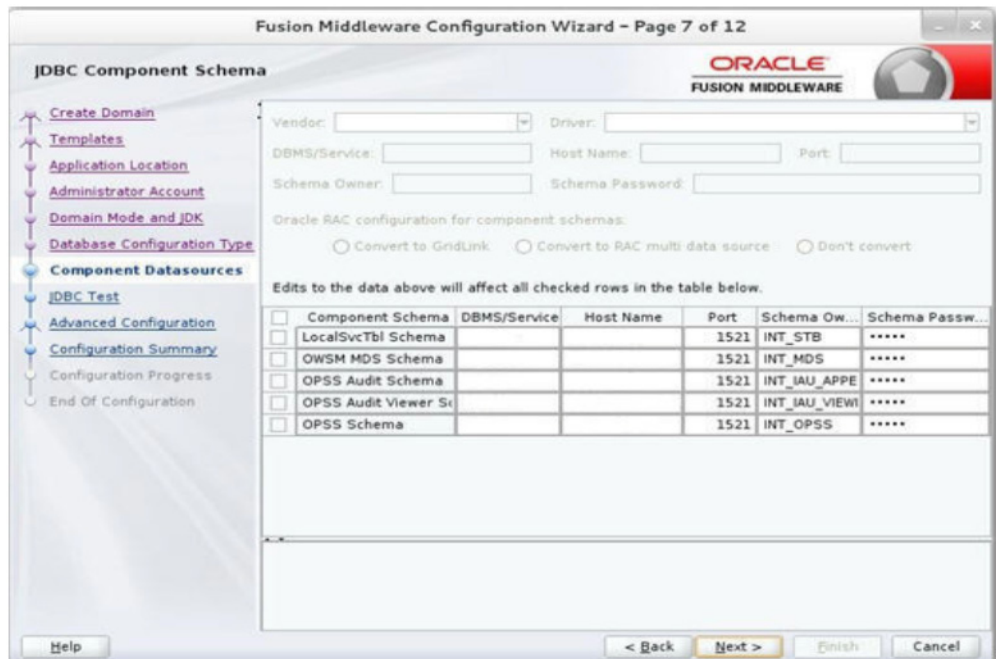 Fusion Middleware Configuration Wizard – Page 7 of 12
JDBC Component Schema
ORACLE
FUSION MIDDLEWARE
Create Domain
Templates
Application Location
Administrator Account
Domain Mode and JDK
Database Configuration Type
Component Datasources
JDBC Test
Advanced Configuration
Configuration Summary
Configuration Progress
End Of Configuration
Vendor: Driver:
DBMS/Service: Host Name: Port:
Schema Owner: Schema Password:
Oracle RAC configuration for component schemas:
Convert to GridLink Convert to RAC multi data source Don't convert
Edits to the data above will affect all checked rows in the table below.
Component Schema DBMS/Service Host Name Port Schema Ow... Schema Passw...
LocalSvcTbl Schema 1521 INT_STB •••••
OWSM MDS Schema 1521 INT_MDS •••••
OPSS Audit Schema 1521 INT_IAU_APPE •••••
OPSS Audit Viewer Sc 1521 INT_IAU_VIEWI •••••
OPSS Schema 1521 INT_OPSS •••••
Help < Back Next > Finish Cancel